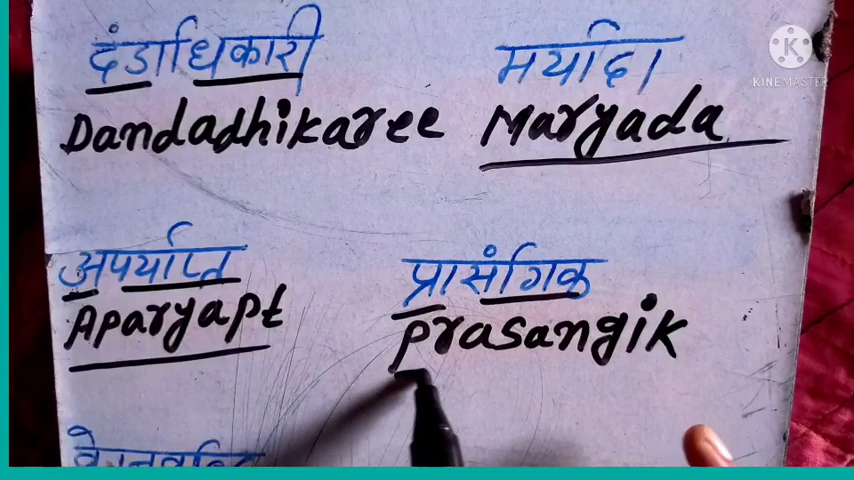 दंडाधिकारी
Dandadhikaree
मर्यादा
Maryada
अपर्याप्त
Aparyapt
प्रासंगिक
Prasangik
K
KINEMASTER